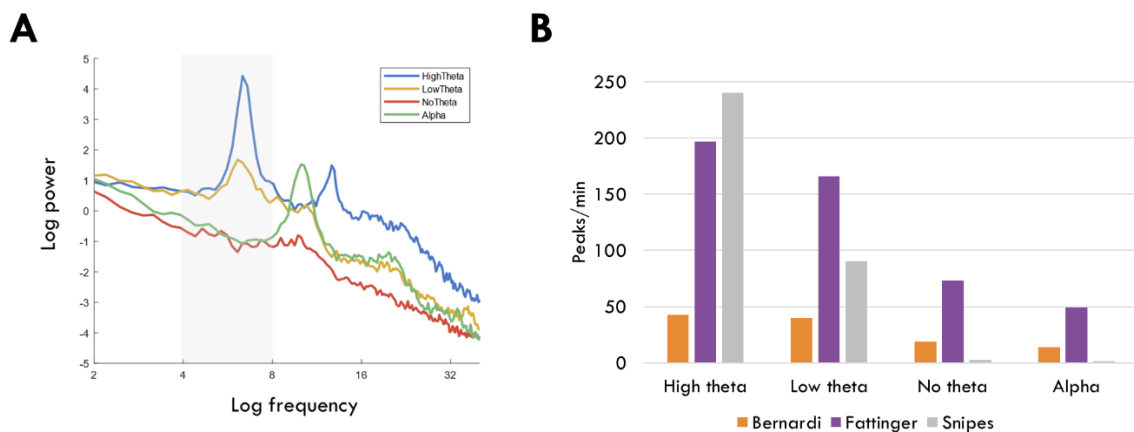 A
5
4
3
2
1
0
-1
-2
-3
-4
-5
2
4
8
16
32
Log power
Log frequency
HighTheta
LowTheta
NoTheta
Alpha
B
250
200
150
100
50
0
Peaks/min
High theta
Low theta
No theta
Alpha
Bernardi
Fattinger
Snipes